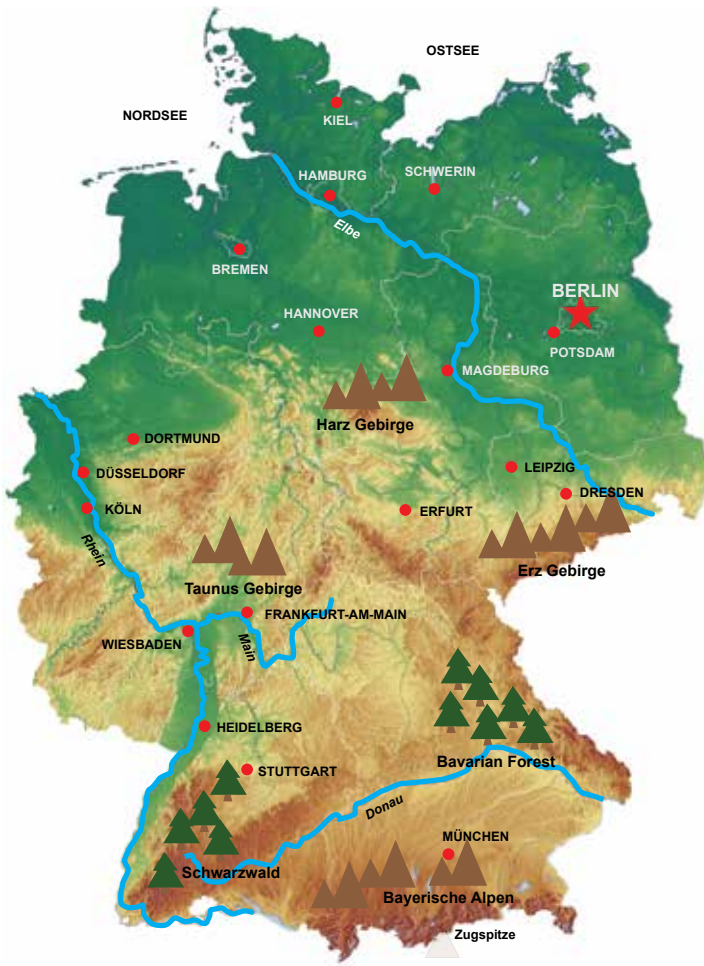 OSTSEE
NORDSEE
KIEL
HAMBURG
SCHWERIN
Elbe
BREMEN
BERLIN
HANNOVER
POTSDAM
MAGDEBURG
Harz Gebirge
DORTMUND
LEIPZIG
DÜSSELDORF
DRESDEN
KÖLN
ERFURT
Rhein
Erz Gebirge
Taunus Gebirge
FRANKFURT-AM-MAIN
WIESBADEN
Main
HEIDELBERG
Bavarian Forest
STUTTGART
Donau
MÜNCHEN
Schwarzwald
Bayerische Alpen
Zugspitze